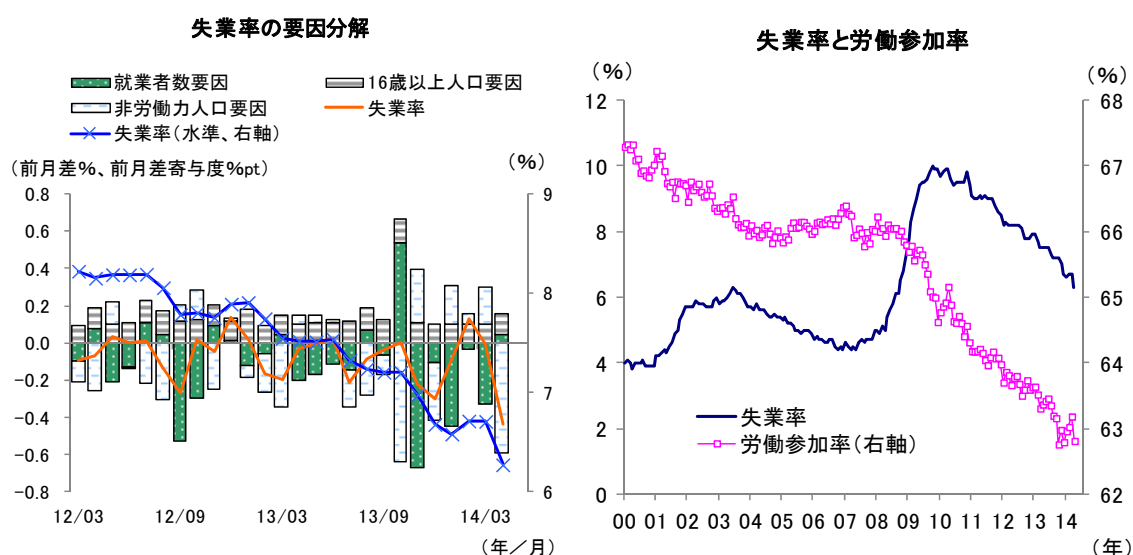 失業率の要因分解
就業者数要因
16歳以上人口要因
非労働力人口要因
失業率
失業率(水準、右軸)
(前月差%、前月差寄与度%pt)
(%)
0.8
0.6
0.4
0.2
0.0
-0.2
-0.4
-0.6
-0.8
9
8
7
6
12/03 12/09 13/03 13/09 14/03
(年/月)
失業率と労働参加率
(%)
(%)
12
10
8
6
4
2
0
68
67
66
65
64
63
62
失業率
労働参加率(右軸)
00 01 02 03 04 05 06 07 08 09 10 11 12 13 14
(年)